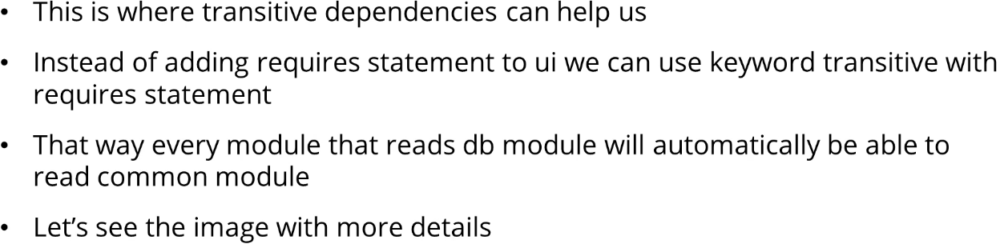 • This is where transitive dependencies can help us
• Instead of adding requires statement to ui we can use keyword transitive with
requires statement
• That way every module that reads db module will automatically be able to
read common module
• Let’s see the image with more details